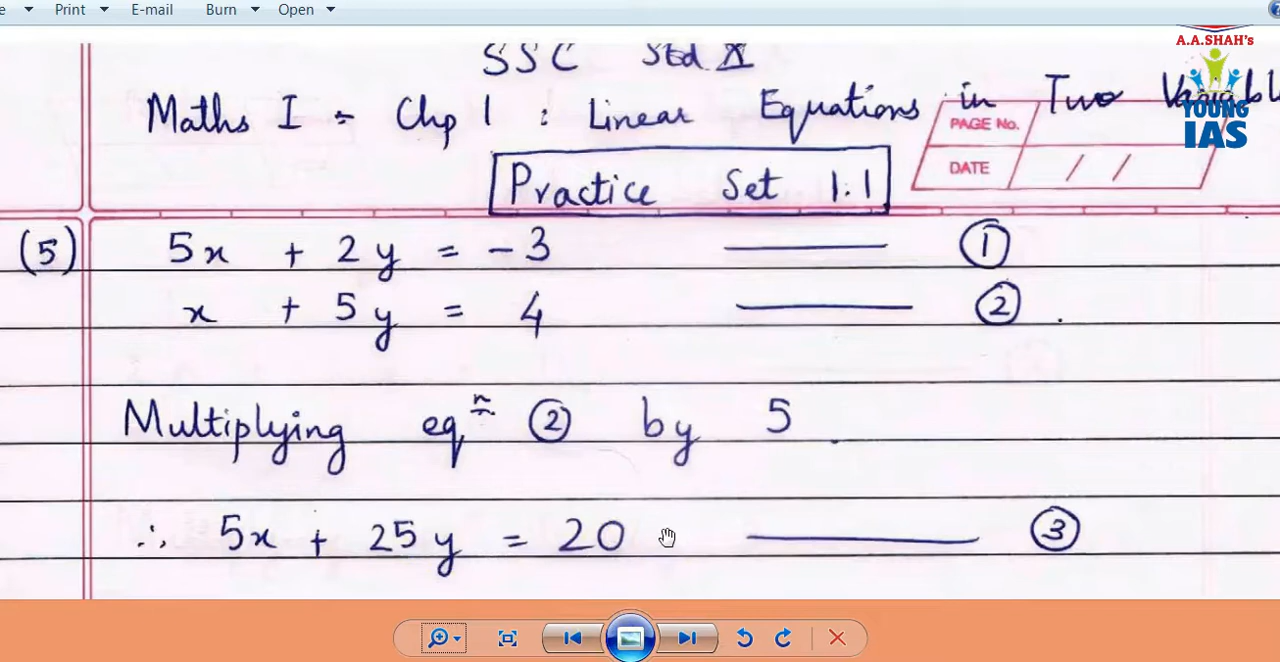 Print E-mail Burn Open
A.A.SHAH's
YOUNG
IAS
SSC Std X
Maths I - Chp 1 : Linear Equations in Two Variabl
PAGE No.
DATE / /
Practice Set 1.1
(5) 5x + 2y = -3 ——— ①
x + 5y = 4 ——— ② .
Multiplying eqⁿ ② by 5 .
∴ 5x + 25y = 20 ——— ③